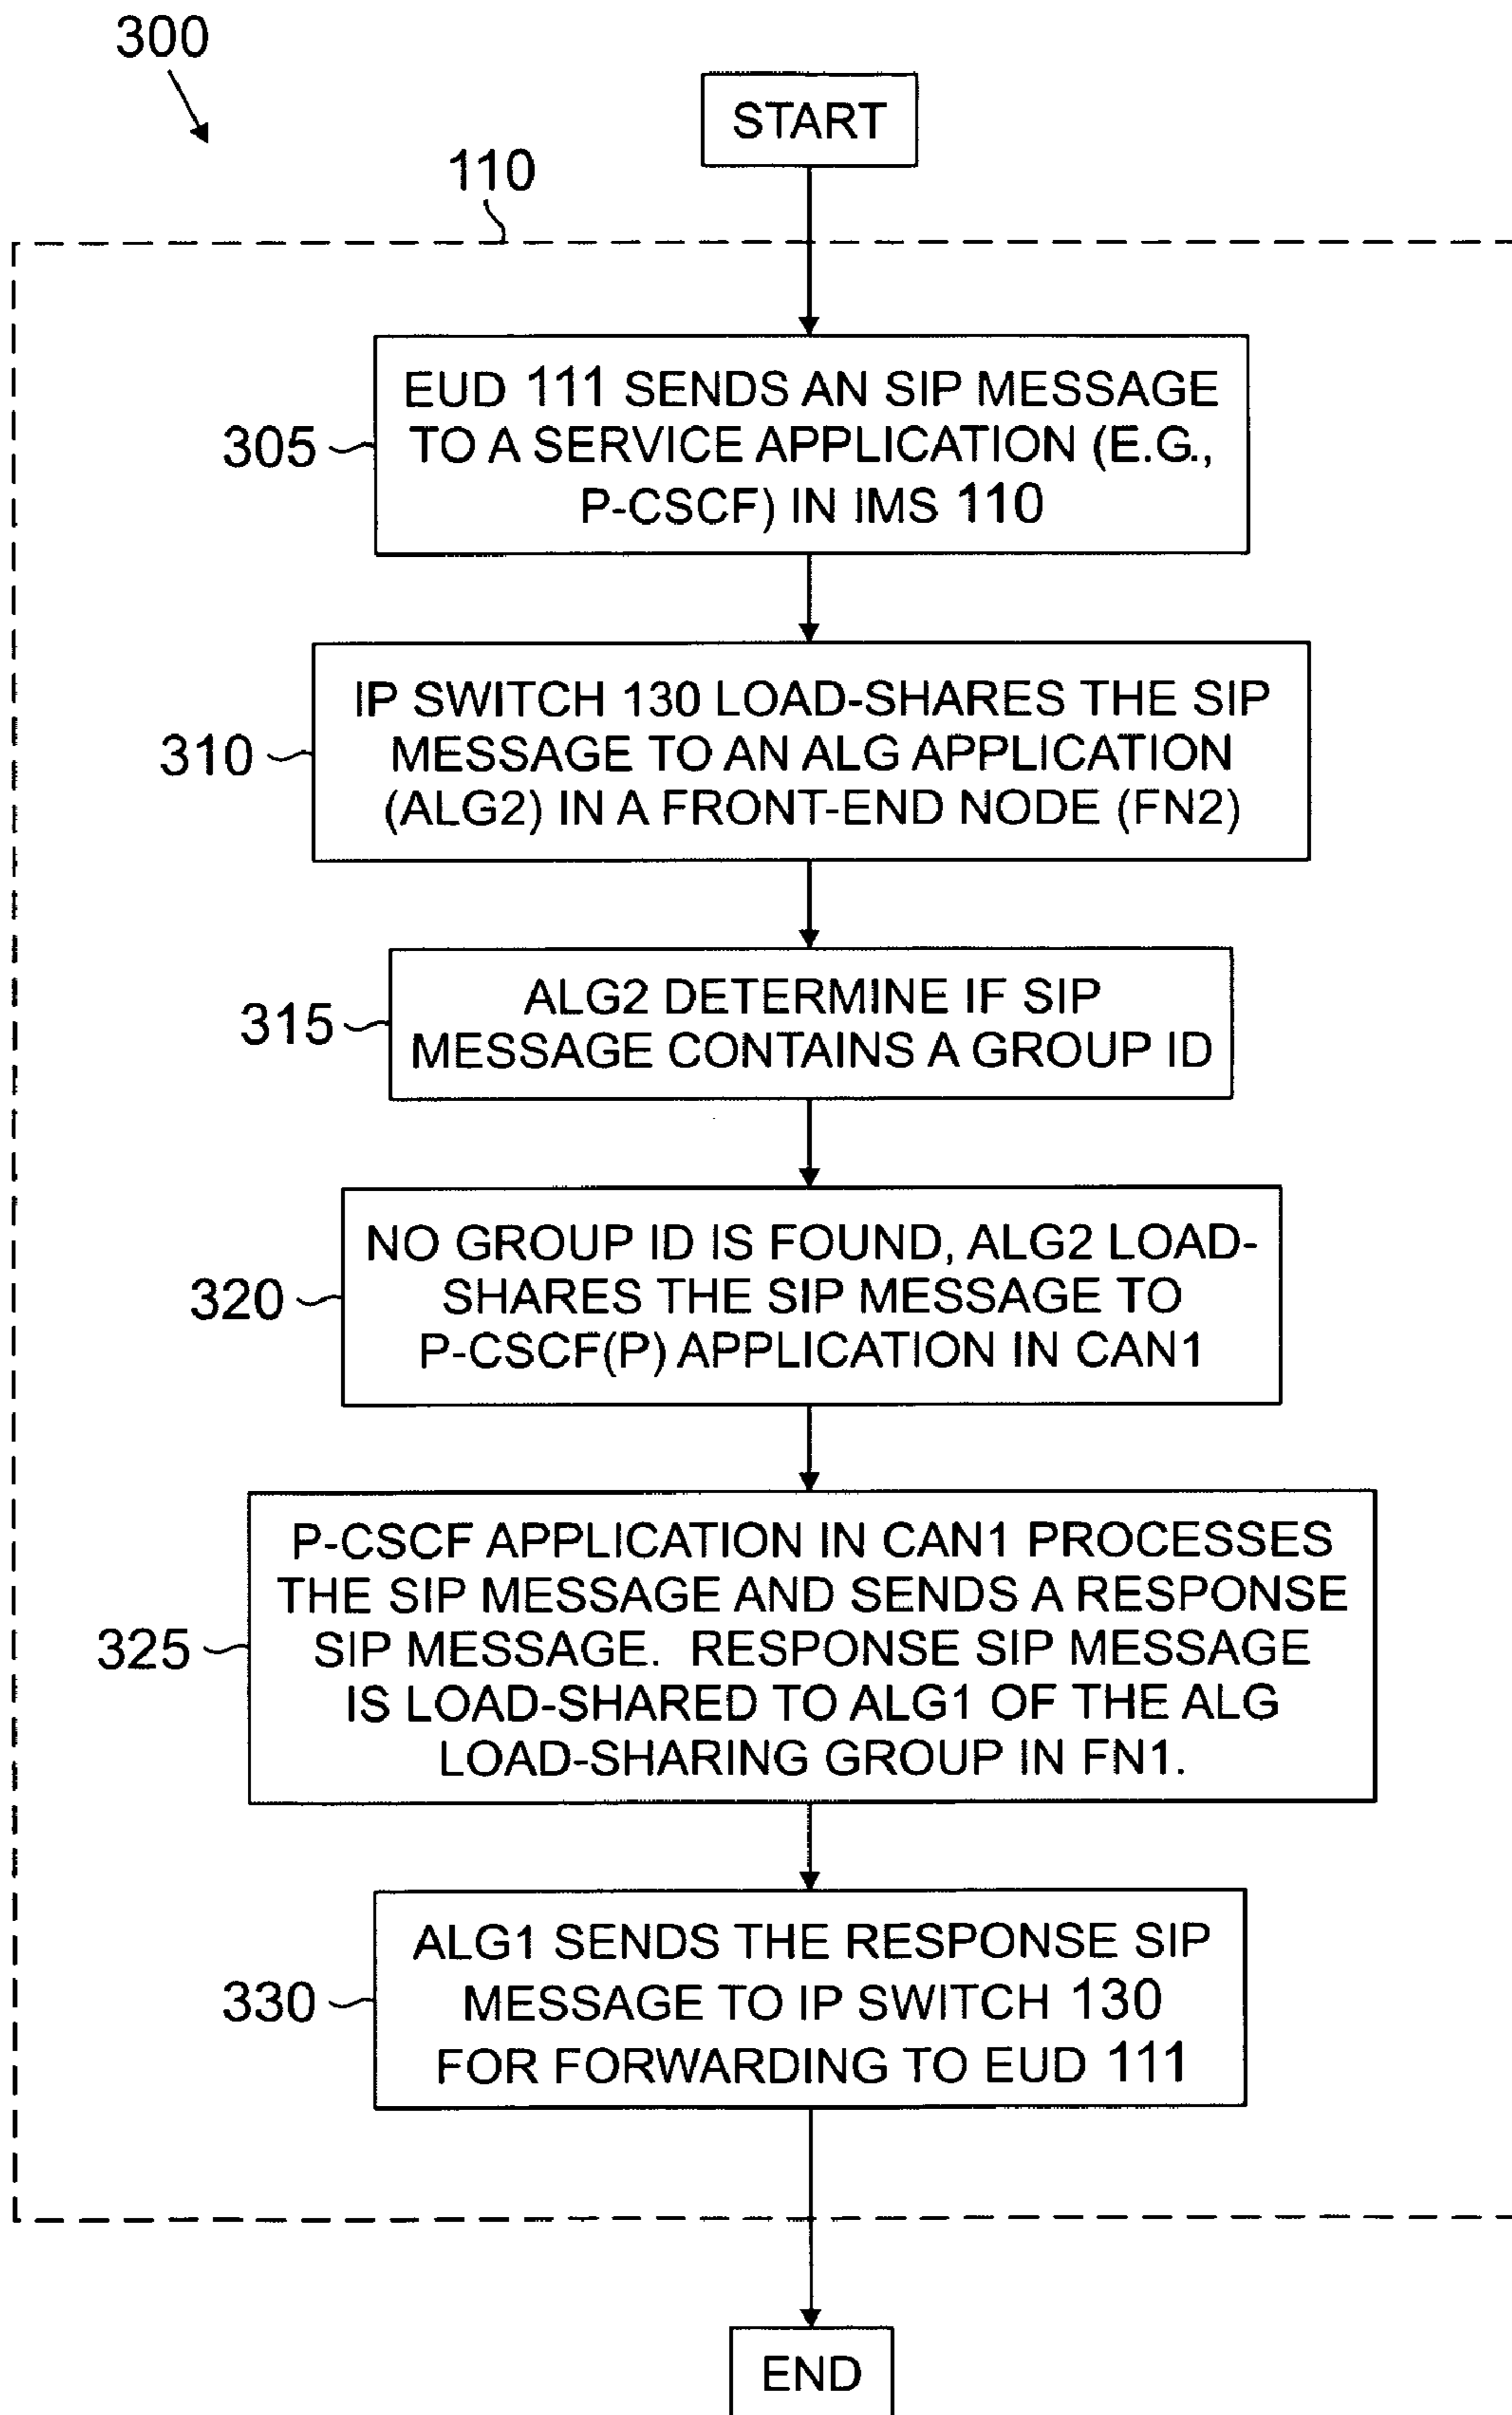 300
START
110
305
EUD 111 SENDS AN SIP MESSAGE
TO A SERVICE APPLICATION (E.G.,
P-CSCF) IN IMS 110
310
IP SWITCH 130 LOAD-SHARES THE SIP
MESSAGE TO AN ALG APPLICATION
(ALG2) IN A FRONT-END NODE (FN2)
315
ALG2 DETERMINE IF SIP
MESSAGE CONTAINS A GROUP ID
320
NO GROUP ID IS FOUND, ALG2 LOAD-
SHARES THE SIP MESSAGE TO
P-CSCF(P) APPLICATION IN CAN1
325
P-CSCF APPLICATION IN CAN1 PROCESSES
THE SIP MESSAGE AND SENDS A RESPONSE
SIP MESSAGE. RESPONSE SIP MESSAGE
IS LOAD-SHARED TO ALG1 OF THE ALG
LOAD-SHARING GROUP IN FN1.
330
ALG1 SENDS THE RESPONSE SIP
MESSAGE TO IP SWITCH 130
FOR FORWARDING TO EUD 111
END